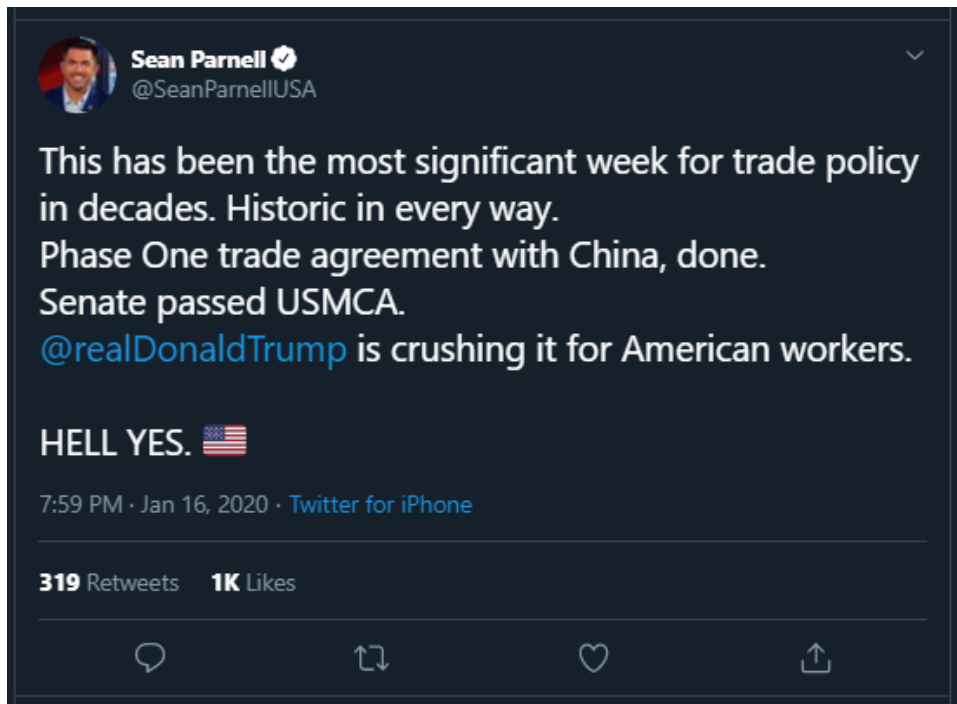 Sean Parnell
@SeanParnellUSA
This has been the most significant week for trade policy
in decades. Historic in every way.
Phase One trade agreement with China, done.
Senate passed USMCA.
@realDonaldTrump is crushing it for American workers.
HELL YES. 🇺🇸
7:59 PM · Jan 16, 2020 · Twitter for iPhone
319 Retweets 1K Likes